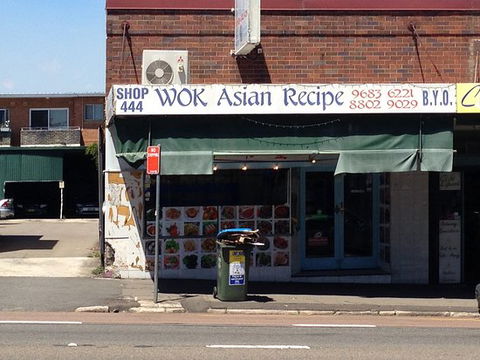 SHOP
444
WOK Asian Recipe
9683 6221
8802 9029
B.Y.O.
C